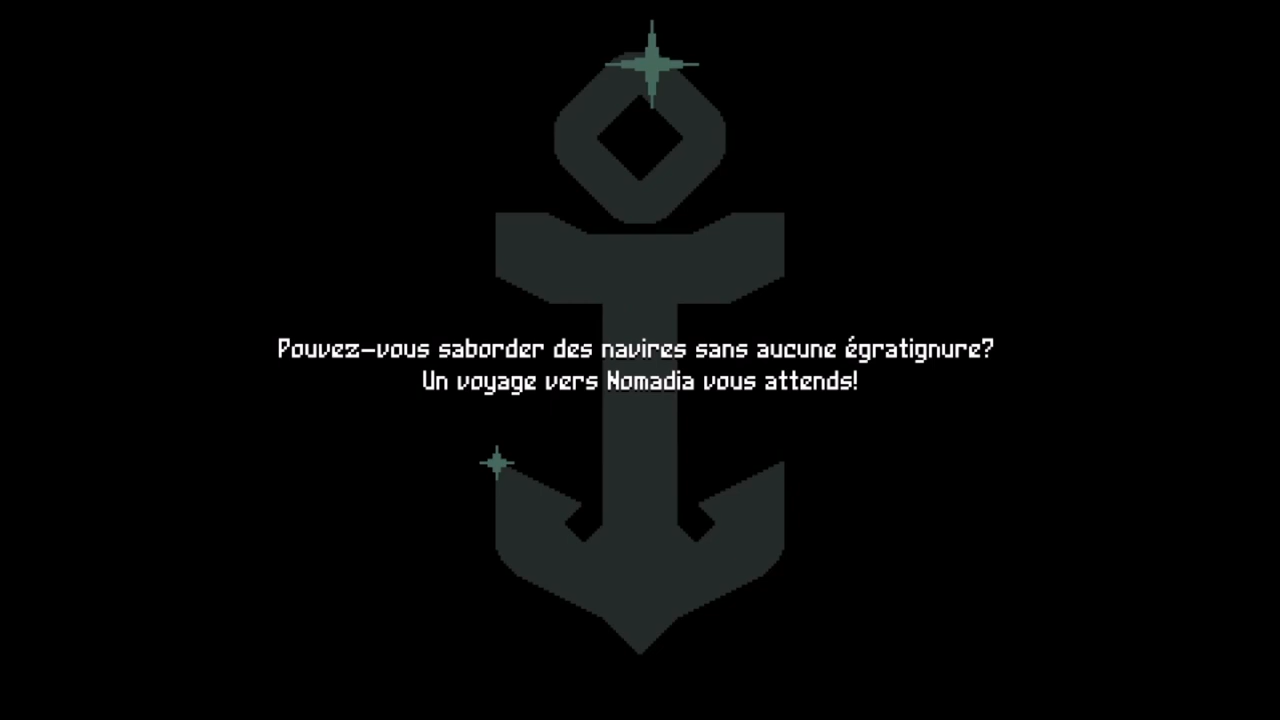 Pouvez-vous saborder des navires sans aucune égratignure?
Un voyage vers Nomadia vous attends!